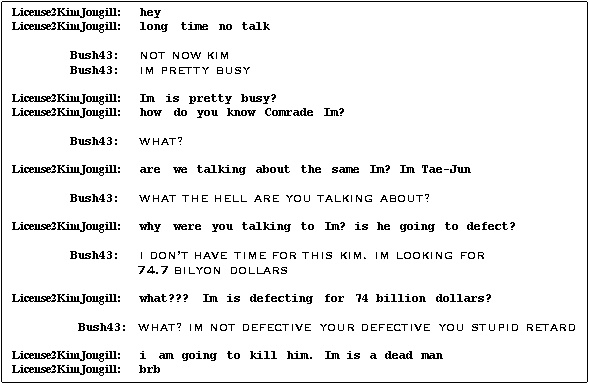 License2KimJongill: hey
License2KimJongill: long time no talk
Bush43: NOT NOW KIM
Bush43: IM PRETTY BUSY
License2KimJongill: Im is pretty busy?
License2KimJongill: how do you know Comrade Im?
Bush43: WHAT?
License2KimJongill: are we talking about the same Im? Im Tae-Jun
Bush43: WHAT THE HELL ARE YOU TALKING ABOUT?
License2KimJongill: why were you talking to Im? is he going to defect?
Bush43: I DON'T HAVE TIME FOR THIS KIM. IM LOOKING FOR
74.7 BILYON DOLLARS
License2KimJongill: what??? Im is defecting for 74 billion dollars?
Bush43: WHAT? IM NOT DEFECTIVE YOUR DEFECTIVE YOU STUPID RETARD
License2KimJongill: i am going to kill him. Im is a dead man
License2KimJongill: brb